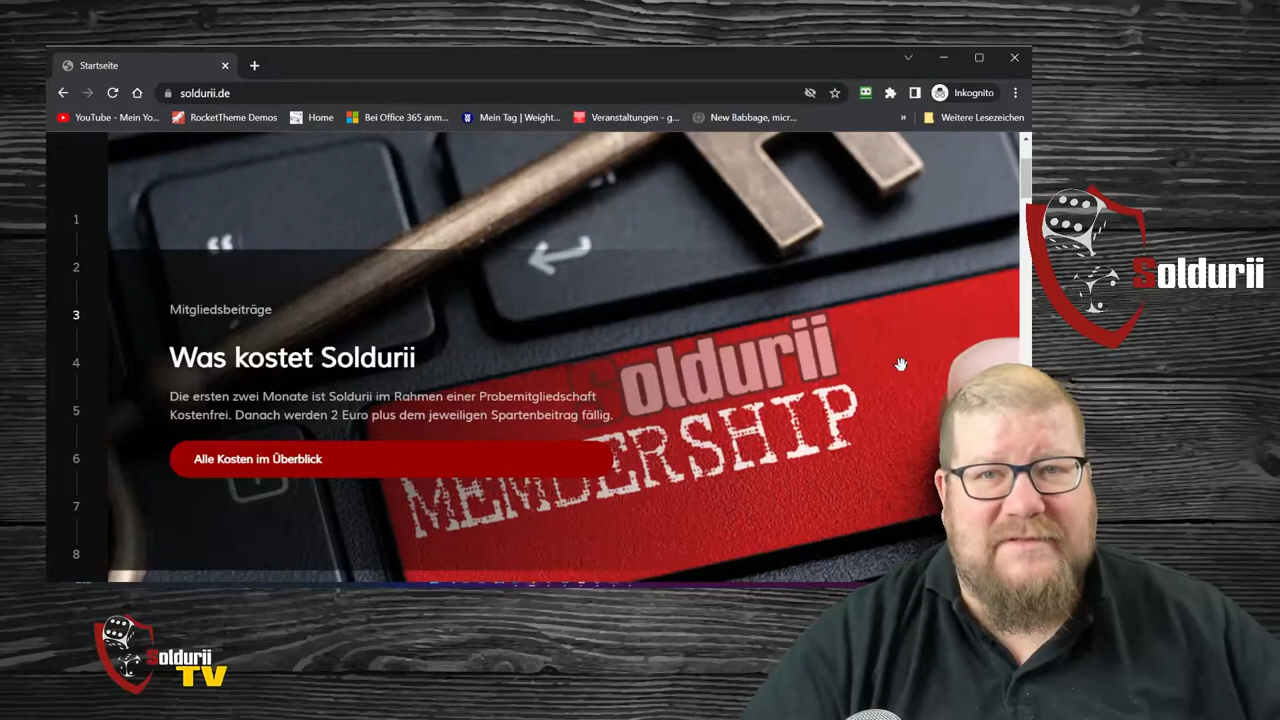 Startseite
soldurii.de
Inkognito
YouTube - Mein Yo...
RocketTheme Demos
Home
Bei Office 365 anm...
Mein Tag | Weight...
Veranstaltungen - g...
New Babbage, micr...
»
Weitere Lesezeichen
1
2
3
4
5
6
7
8
Mitgliedsbeiträge
Was kostet Soldurii
Die ersten zwei Monate ist Soldurii im Rahmen einer Probemitgliedschaft
Kostenfrei. Danach werden 2 Euro plus dem jeweiligen Spartenbeitrag fällig.
Alle Kosten im Überblick
Soldurii
MEMBERSHIP
Soldurii
Soldurii
TV